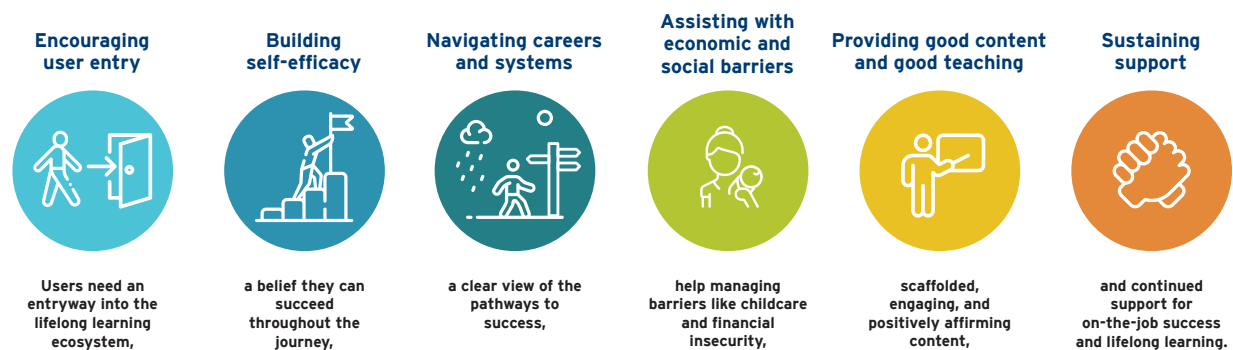 Encouraging
user entry
Building
self-efficacy
Navigating careers
and systems
Assisting with
economic and
social barriers
Providing good content
and good teaching
Sustaining
support
Users need an
entryway into the
lifelong learning
ecosystem,
a belief they can
succeed
throughout the
journey,
a clear view of the
pathways to
success,
help managing
barriers like childcare
and financial
insecurity,
scaffolded,
engaging, and
positively affirming
content,
and continued
support for
on-the-job success
and lifelong learning.